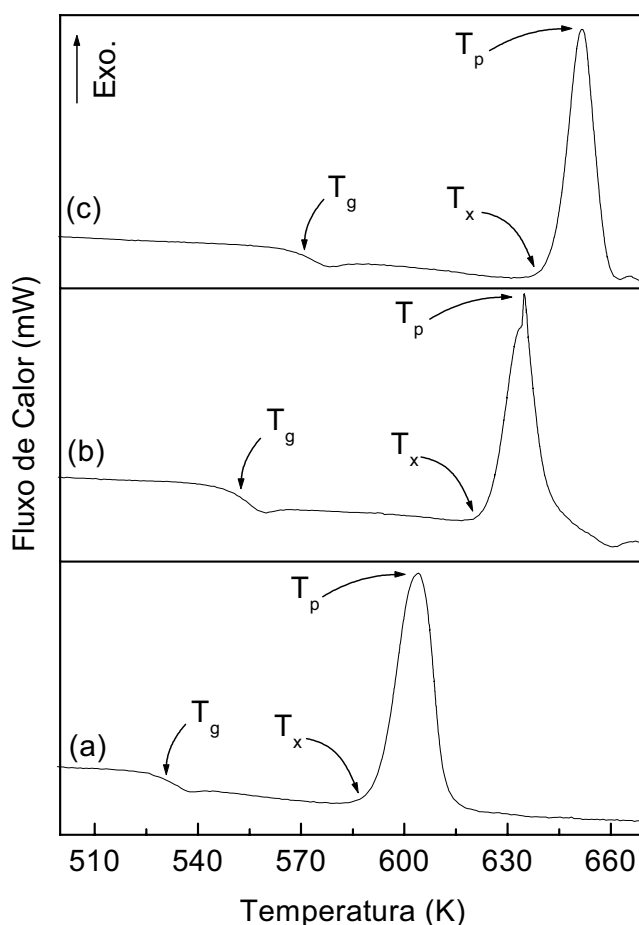 Exo.
T_p
T_g
T_x
(c)
T_p
T_g
T_x
(b)
T_p
T_g
T_x
(a)
Fluxo de Calor (mW)
510 540 570 600 630 660
Temperatura (K)